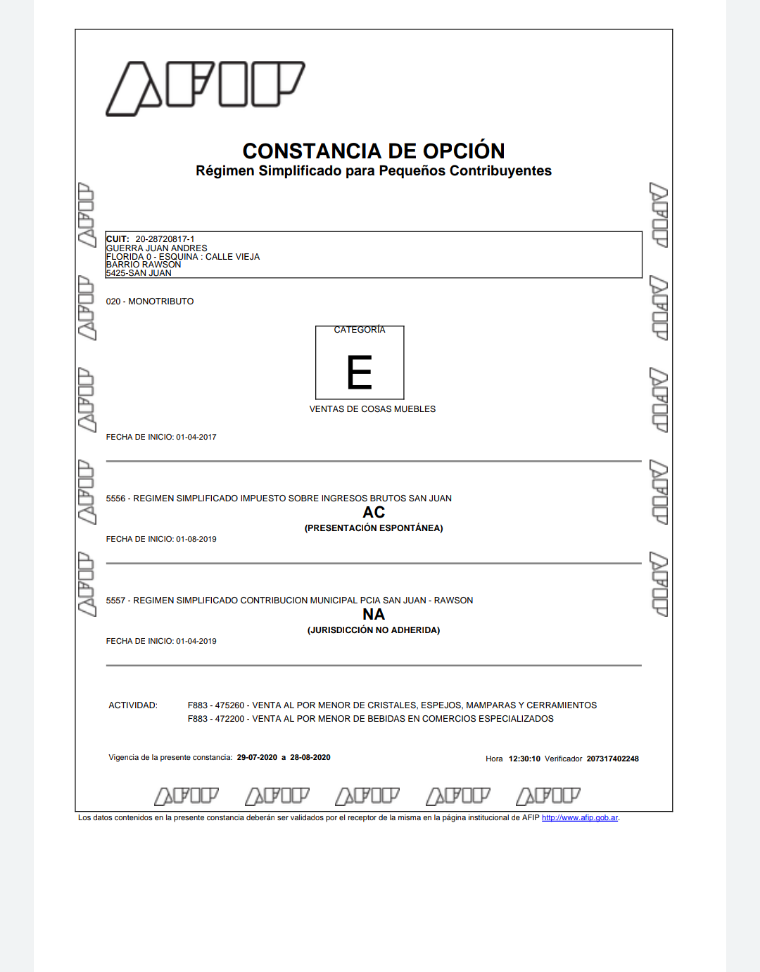 AFIP
CONSTANCIA DE OPCIÓN
Régimen Simplificado para Pequeños Contribuyentes
CUIT: 20-28720817-1
GUERRA JUAN ANDRES
FLORIDA 0 - ESQUINA : CALLE VIEJA
BARRIO RAWSON
5425-SAN JUAN
020 - MONOTRIBUTO
CATEGORÍA
E
VENTAS DE COSAS MUEBLES
FECHA DE INICIO: 01-04-2017
5556 - REGIMEN SIMPLIFICADO IMPUESTO SOBRE INGRESOS BRUTOS SAN JUAN
AC
(PRESENTACIÓN ESPONTÁNEA)
FECHA DE INICIO: 01-08-2019
5557 - REGIMEN SIMPLIFICADO CONTRIBUCION MUNICIPAL PCIA SAN JUAN - RAWSON
NA
(JURISDICCIÓN NO ADHERIDA)
FECHA DE INICIO: 01-04-2019
ACTIVIDAD: F883 - 475260 - VENTA AL POR MENOR DE CRISTALES, ESPEJOS, MAMPARAS Y CERRAMIENTOS
F883 - 472200 - VENTA AL POR MENOR DE BEBIDAS EN COMERCIOS ESPECIALIZADOS
Vigencia de la presente constancia: 29-07-2020 a 28-08-2020 Hora 12:30:10 Verificador 207317402248
AFIP AFIP AFIP AFIP AFIP
Los datos contenidos en la presente constancia deberán ser validados por el receptor de la misma en la página institucional de AFIP http://www.afip.gob.ar.
AFIP AFIP AFIP AFIP AFIP
AFIP AFIP AFIP AFIP AFIP